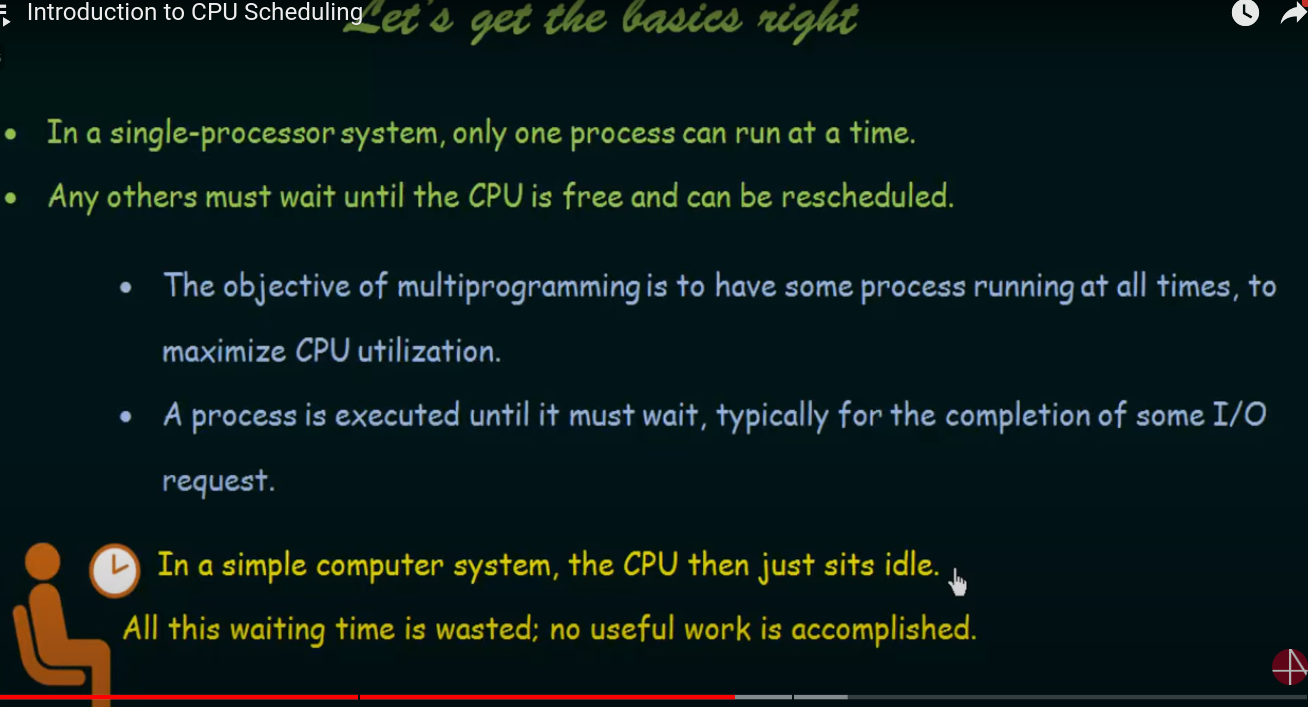 Introduction to CPU Scheduling
Let's get the basics right
• In a single-processor system, only one process can run at a time.
• Any others must wait until the CPU is free and can be rescheduled.
• The objective of multiprogramming is to have some process running at all times, to
maximize CPU utilization.
• A process is executed until it must wait, typically for the completion of some I/O
request.
In a simple computer system, the CPU then just sits idle.
All this waiting time is wasted; no useful work is accomplished.